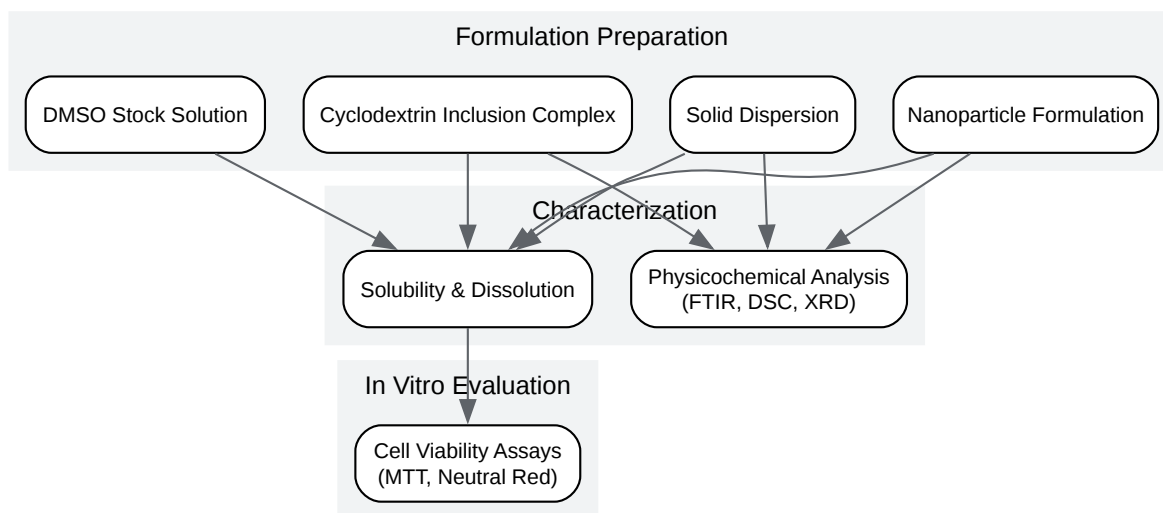 Formulation Preparation
DMSO Stock Solution
Cyclodextrin Inclusion Complex
Solid Dispersion
Nanoparticle Formulation
Characterization
Solubility & Dissolution
Physicochemical Analysis
(FTIR, DSC, XRD)
In Vitro Evaluation
Cell Viability Assays
(MTT, Neutral Red)